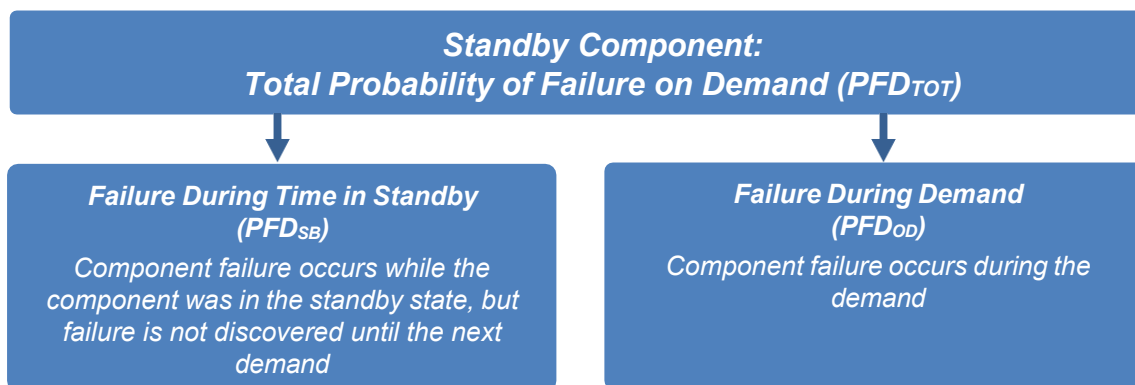 Standby Component:
Total Probability of Failure on Demand (PFDTOT)
Failure During Time in Standby
(PFDSB)
Component failure occurs while the
component was in the standby state, but
failure is not discovered until the next
demand
Failure During Demand
(PFDOD)
Component failure occurs during the
demand